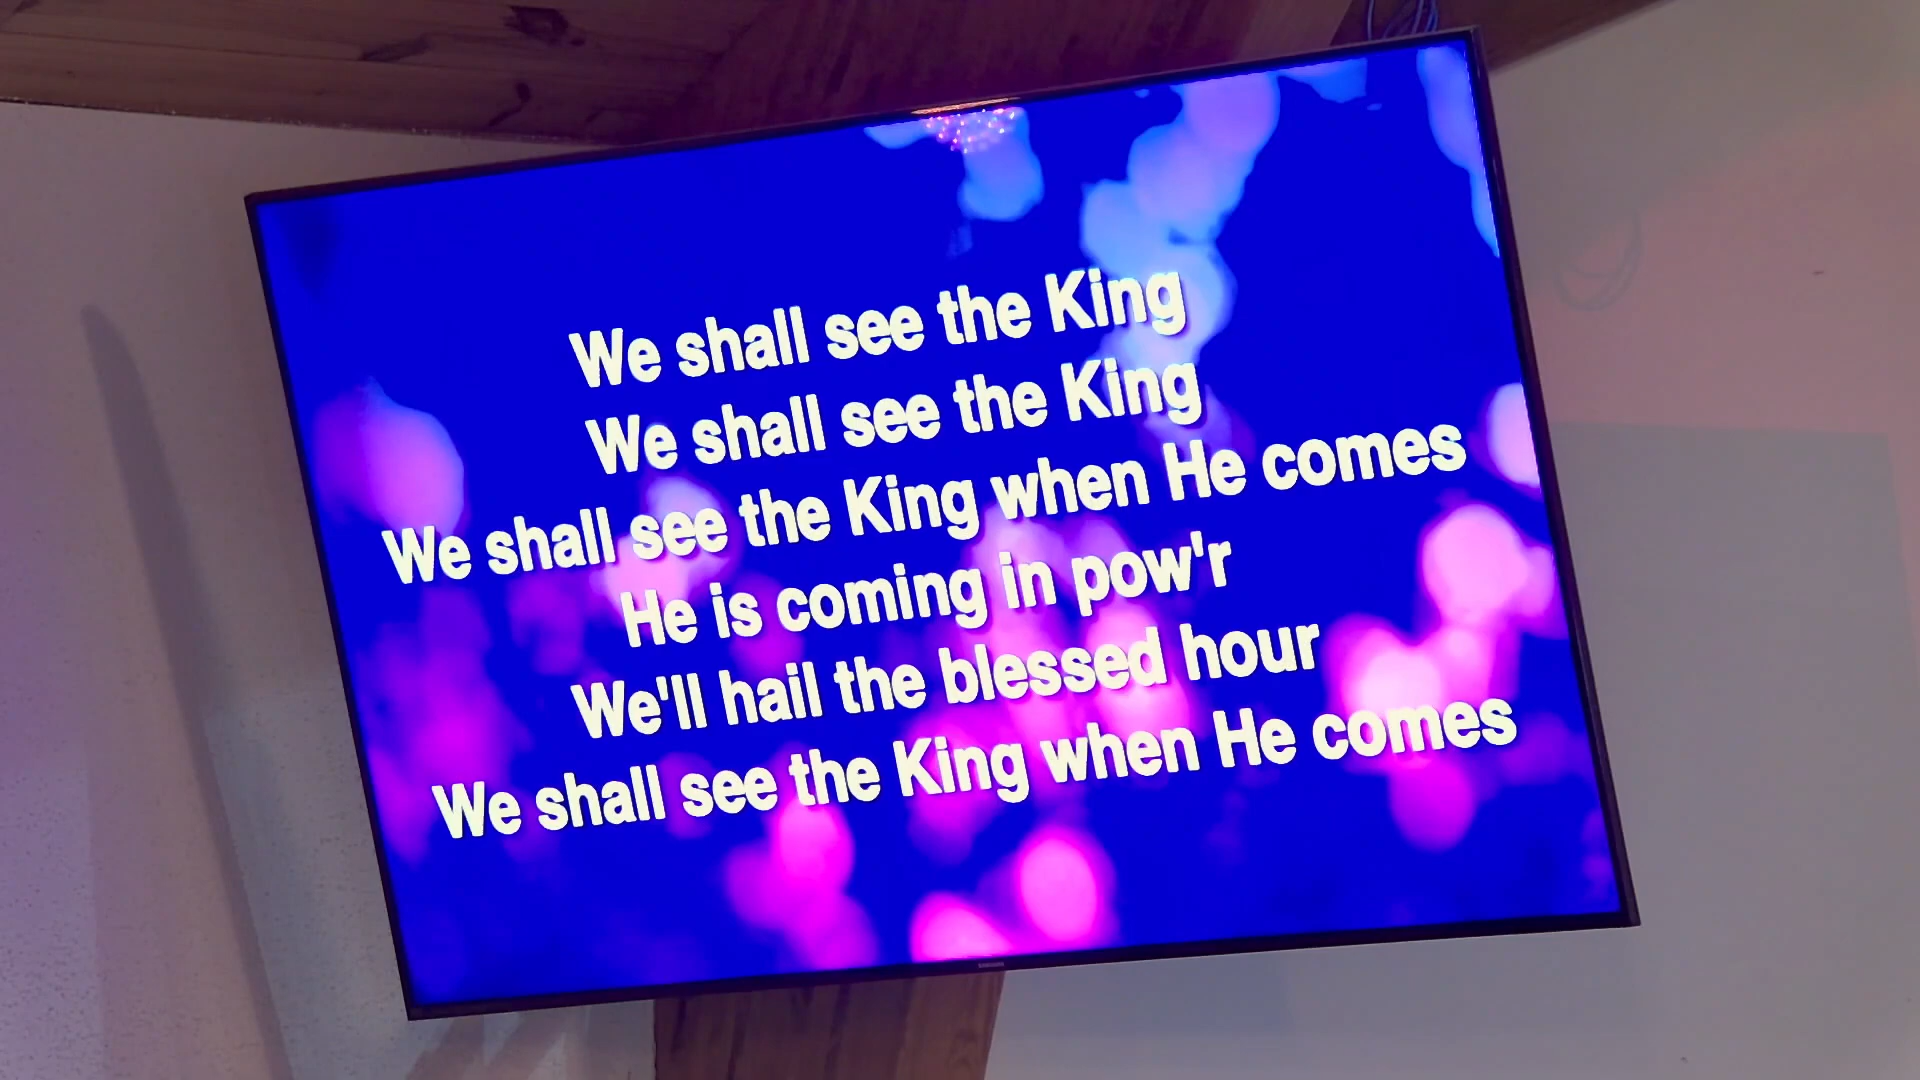 We shall see the King
We shall see the King
We shall see the King when He comes
He is coming in pow'r
We'll hail the blessed hour
We shall see the King when He comes